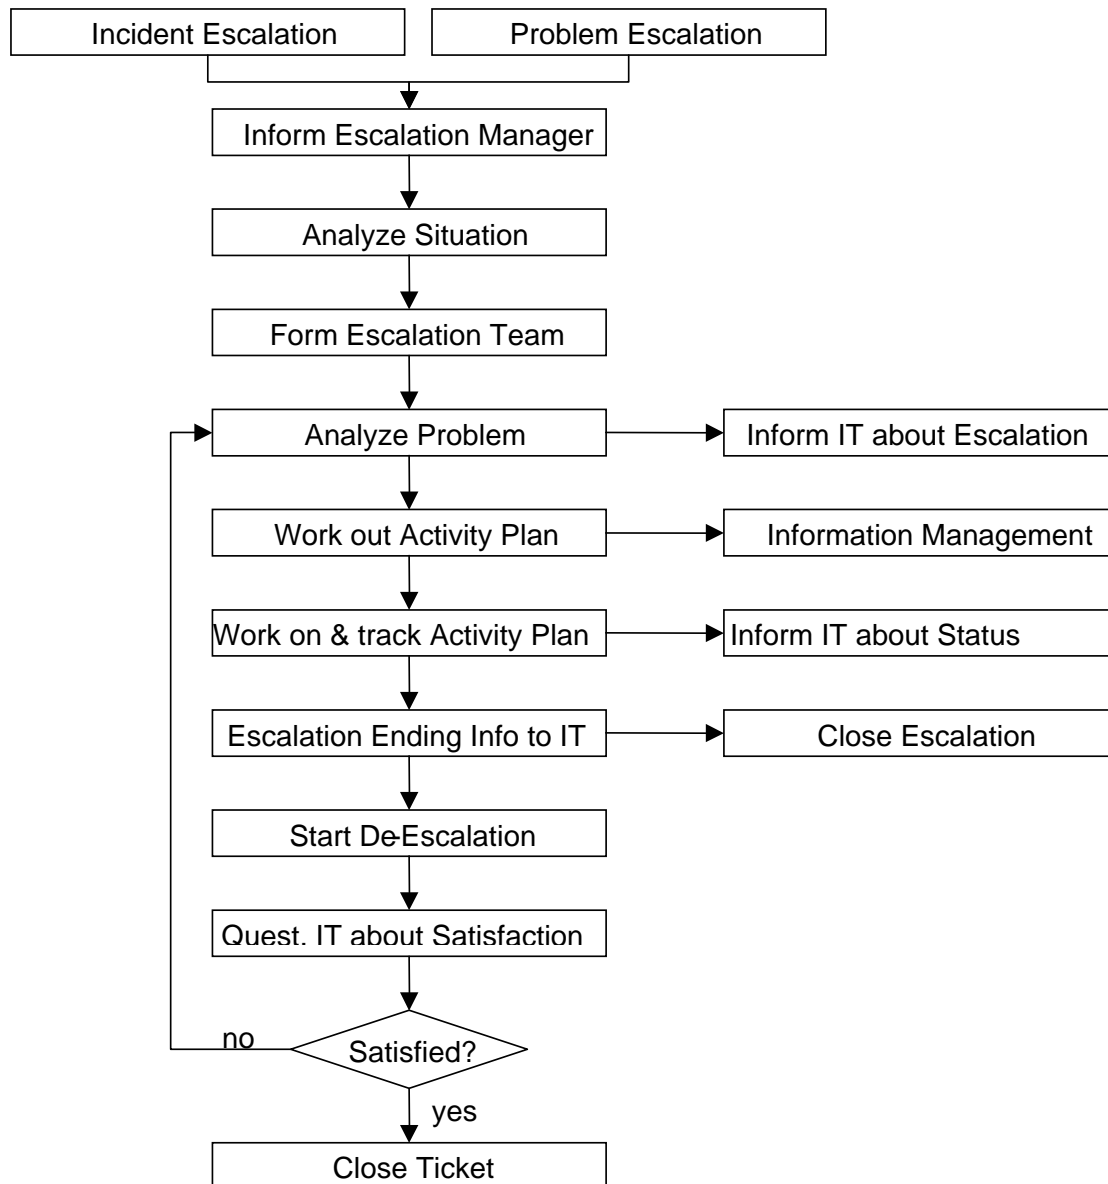 Incident Escalation
Problem Escalation
Inform Escalation Manager
Analyze Situation
Form Escalation Team
Analyze Problem
Inform IT about Escalation
Work out Activity Plan
Information Management
Work on & track Activity Plan
Inform IT about Status
Escalation Ending Info to IT
Close Escalation
Start De-Escalation
Quest. IT about Satisfaction
no
Satisfied?
yes
Close Ticket